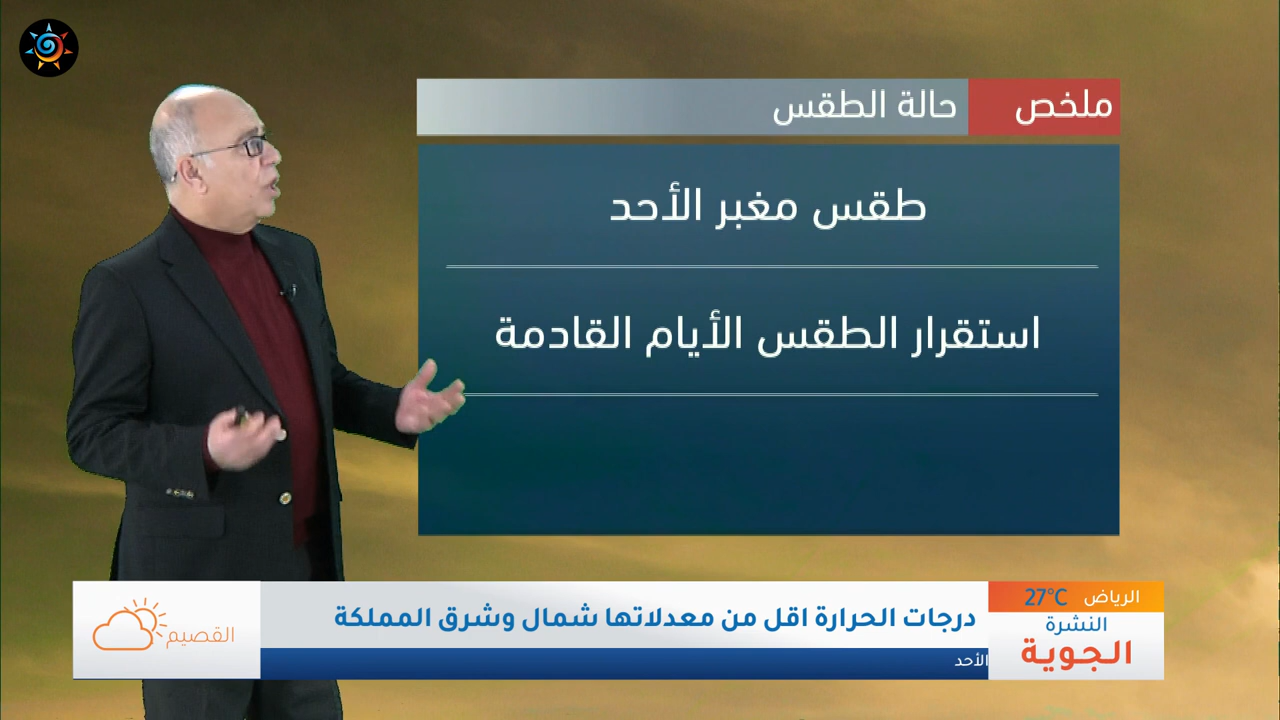 ملخص حالة الطقس
طقس مغبر الأحد
استقرار الطقس الأيام القادمة
الرياض 27°C
النشرة
الجوية
درجات الحرارة اقل من معدلاتها شمال وشرق المملكة
الأحد
القصيم